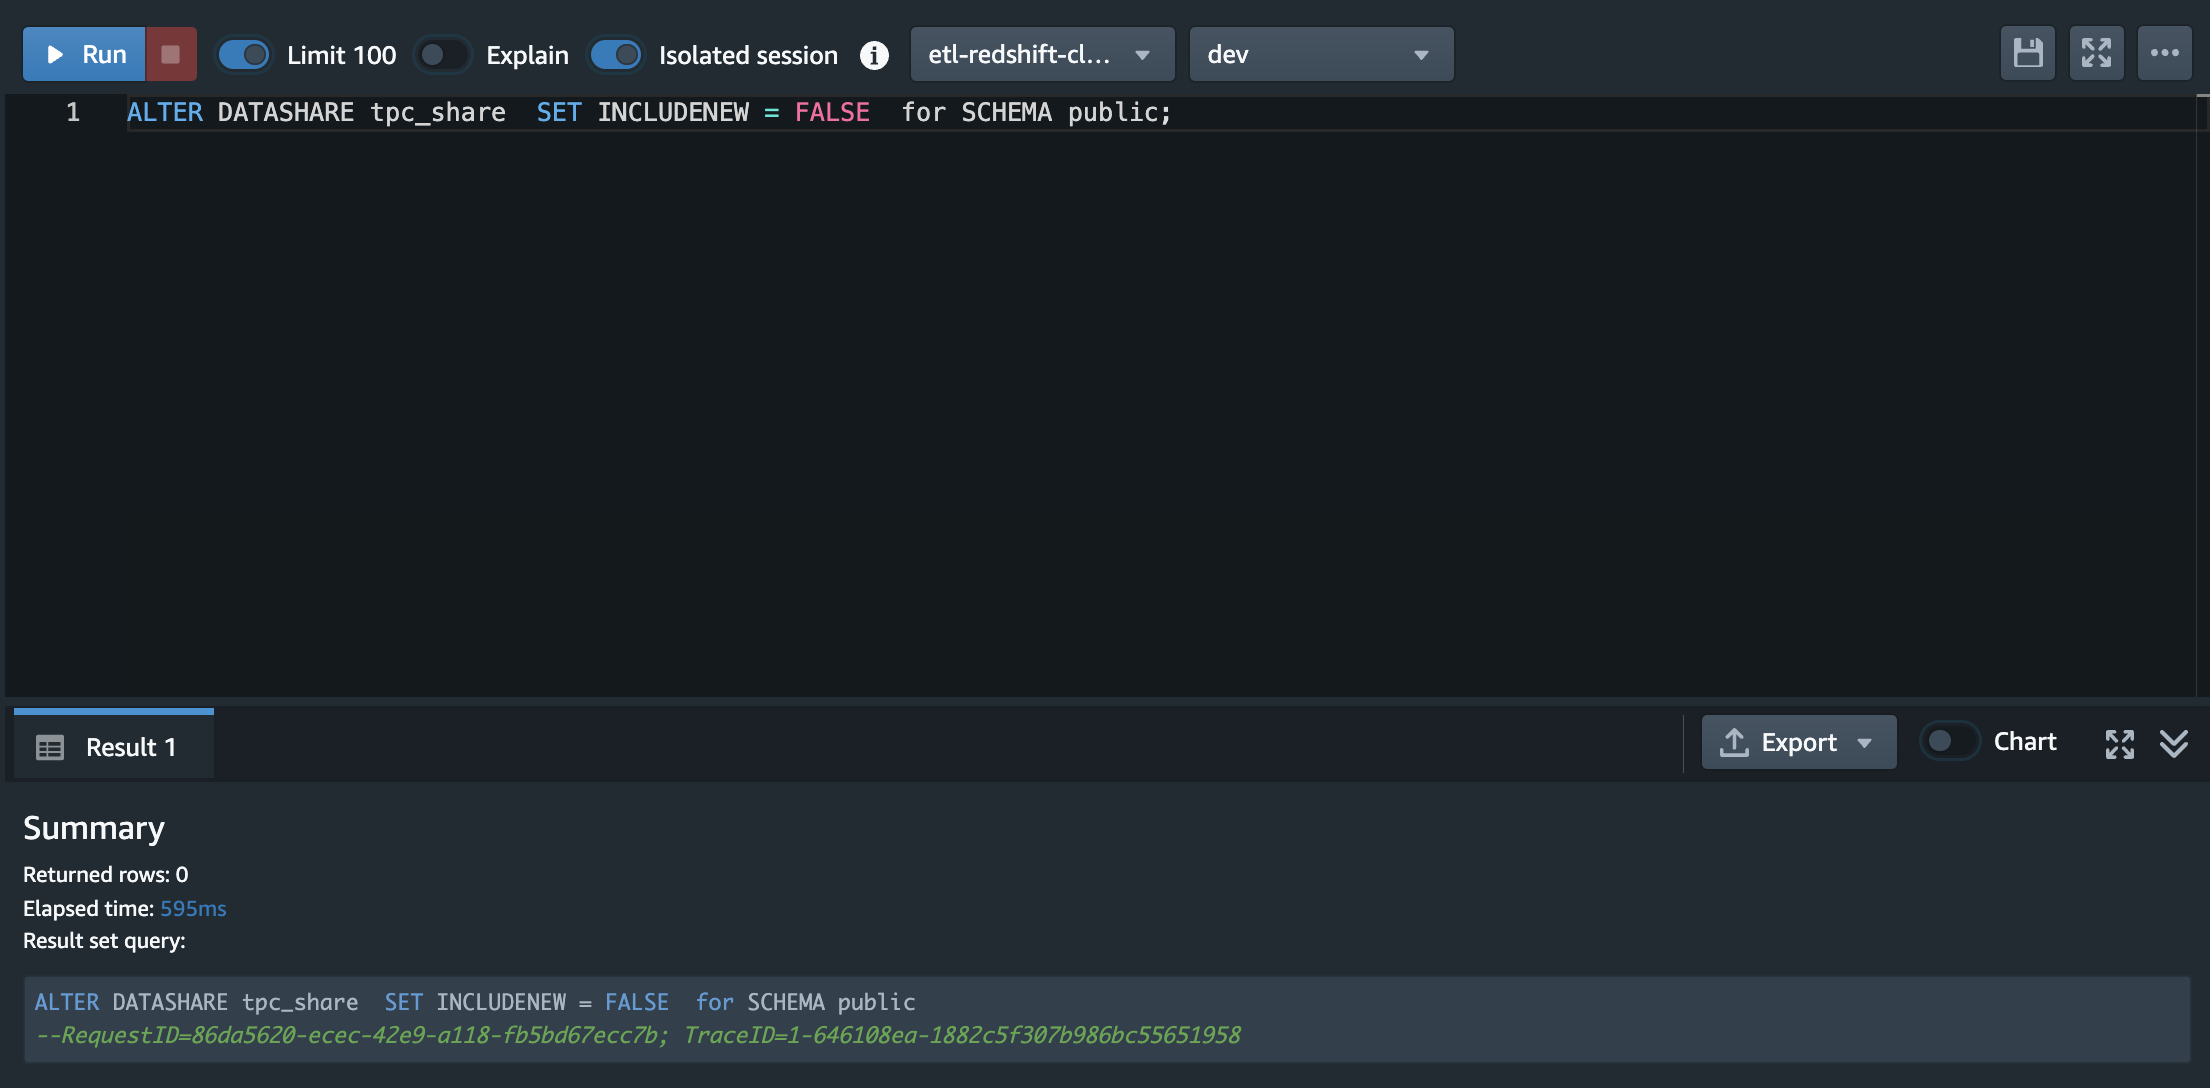 Run Limit 100 Explain Isolated session i etl-redshift-cl... dev
1 ALTER DATASHARE tpc_share  SET INCLUDENEW = FALSE  for SCHEMA public;
Result 1 Export Chart
Summary
Returned rows: 0
Elapsed time: 595ms
Result set query:
ALTER DATASHARE tpc_share  SET INCLUDENEW = FALSE  for SCHEMA public
--RequestID=86da5620-ecec-42e9-a118-fb5bd67ecc7b; TraceID=1-646108ea-1882c5f307b986bc55651958